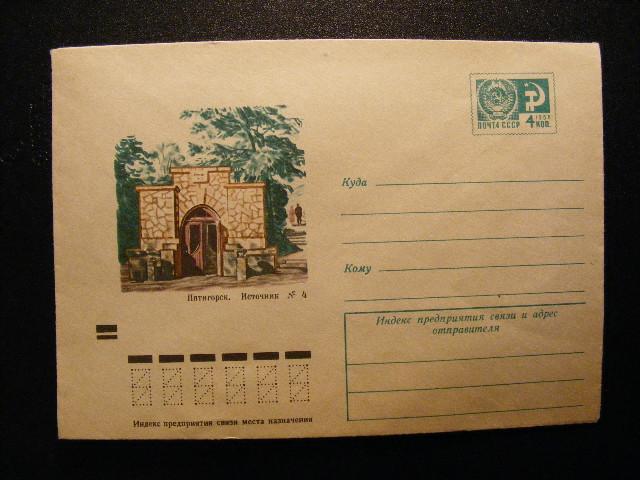 1966
ПОЧТА СССР 4 КОП.
Куда
Кому
Пятигорск. Источник № 4
Индекс предприятия связи и адрес
отправителя
Индекс предприятия связи места назначения